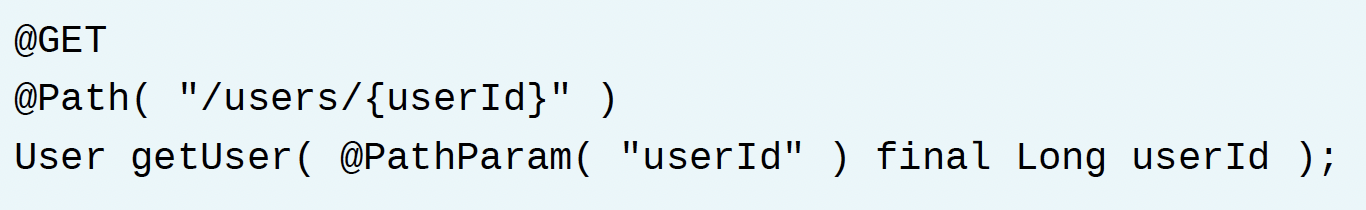 @GET
@Path( "/users/{userId}" )
User getUser( @PathParam( "userId" ) final Long userId );